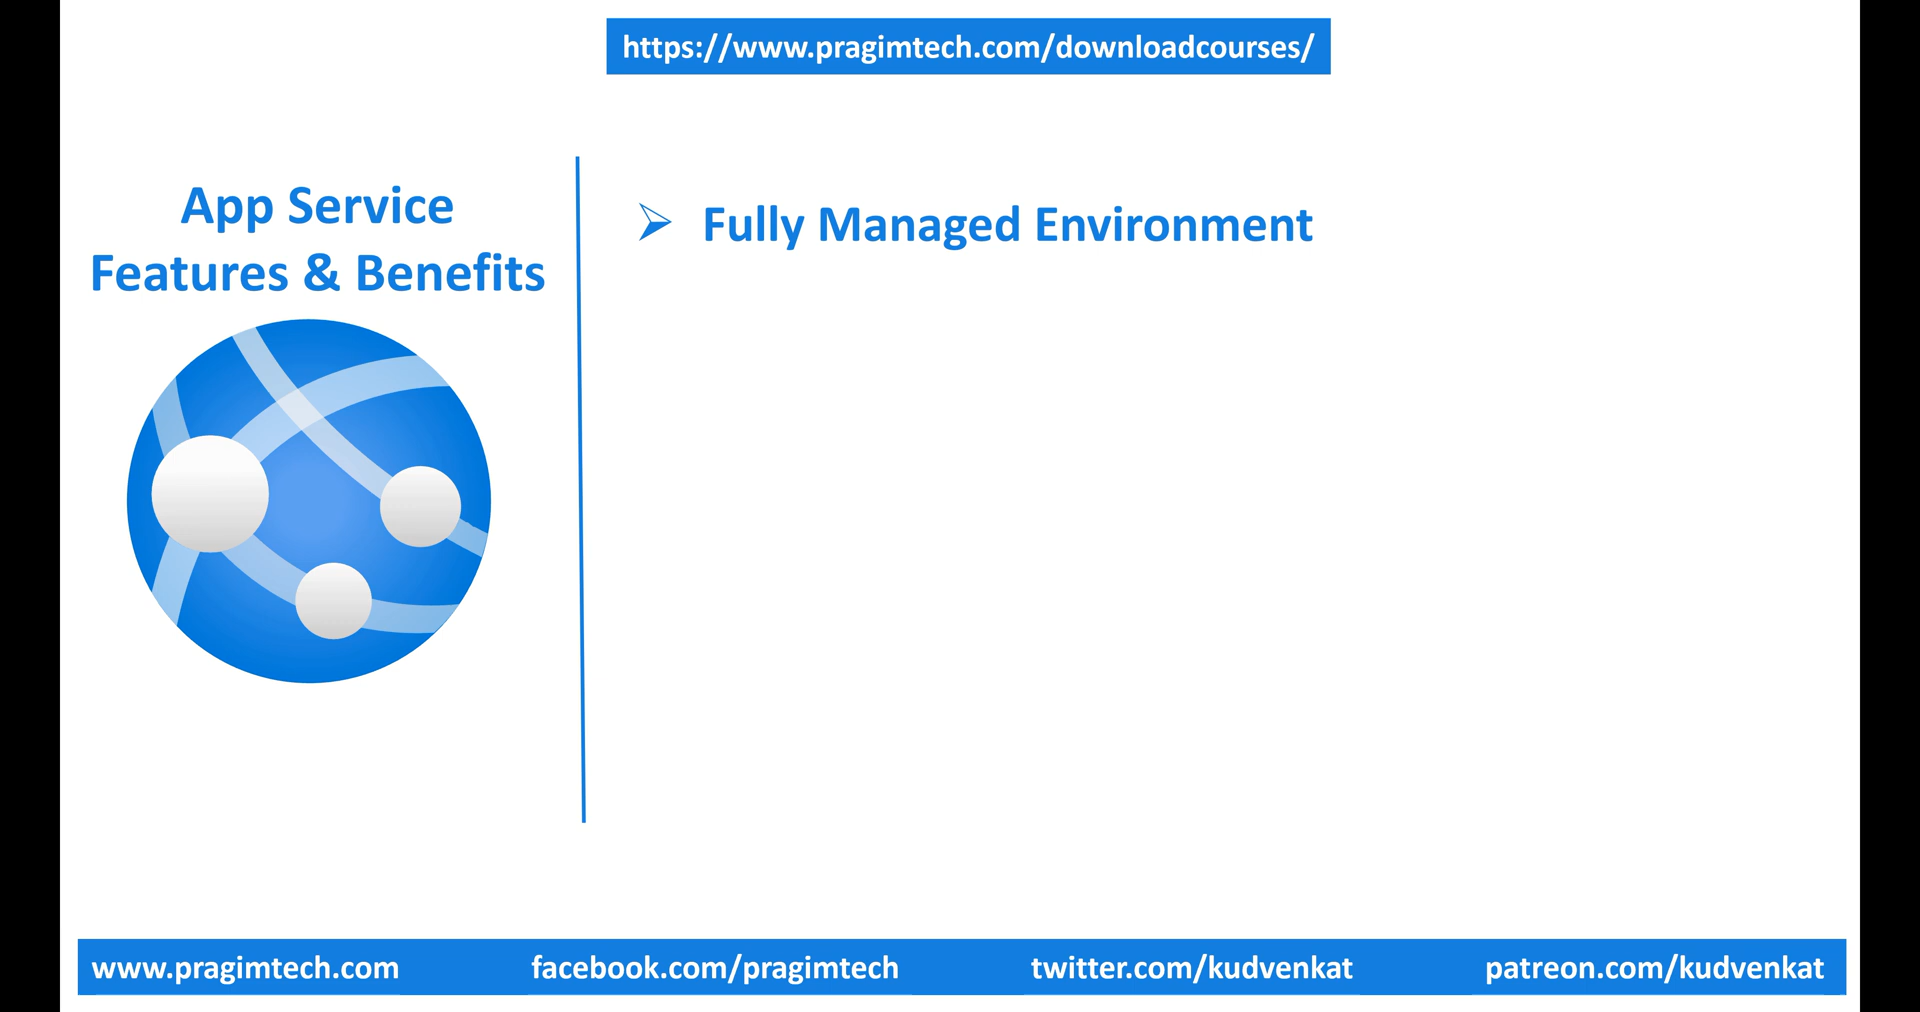 https://www.pragimtech.com/downloadcourses/
App Service
Features & Benefits
Fully Managed Environment
www.pragimtech.com
facebook.com/pragimtech
twitter.com/kudvenkat
patreon.com/kudvenkat